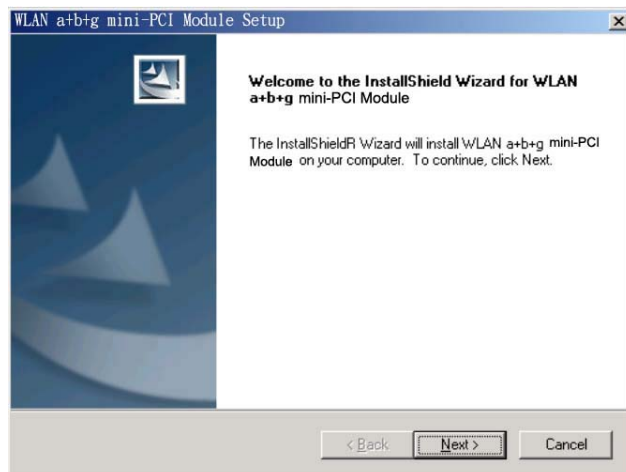 WLAN a+b+g mini-PCI Module Setup
Welcome to the InstallShield Wizard for WLAN
a+b+g mini-PCI Module
The InstallShieldR Wizard will install WLAN a+b+g mini-PCI
Module on your computer. To continue, click Next.
< Back Next > Cancel